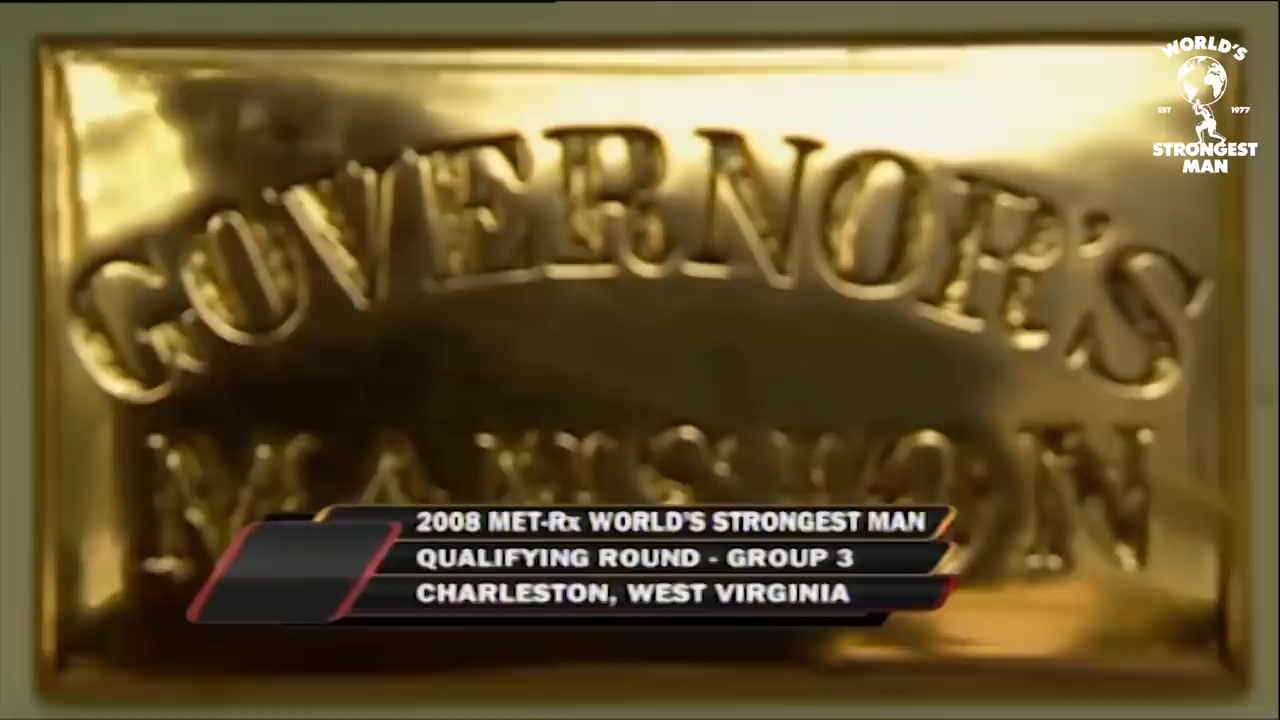 WORLD'S
EST 1977
STRONGEST
MAN
GOVERNOR'S
MANSION
2008 MET-Rx WORLD'S STRONGEST MAN
QUALIFYING ROUND - GROUP 3
CHARLESTON, WEST VIRGINIA